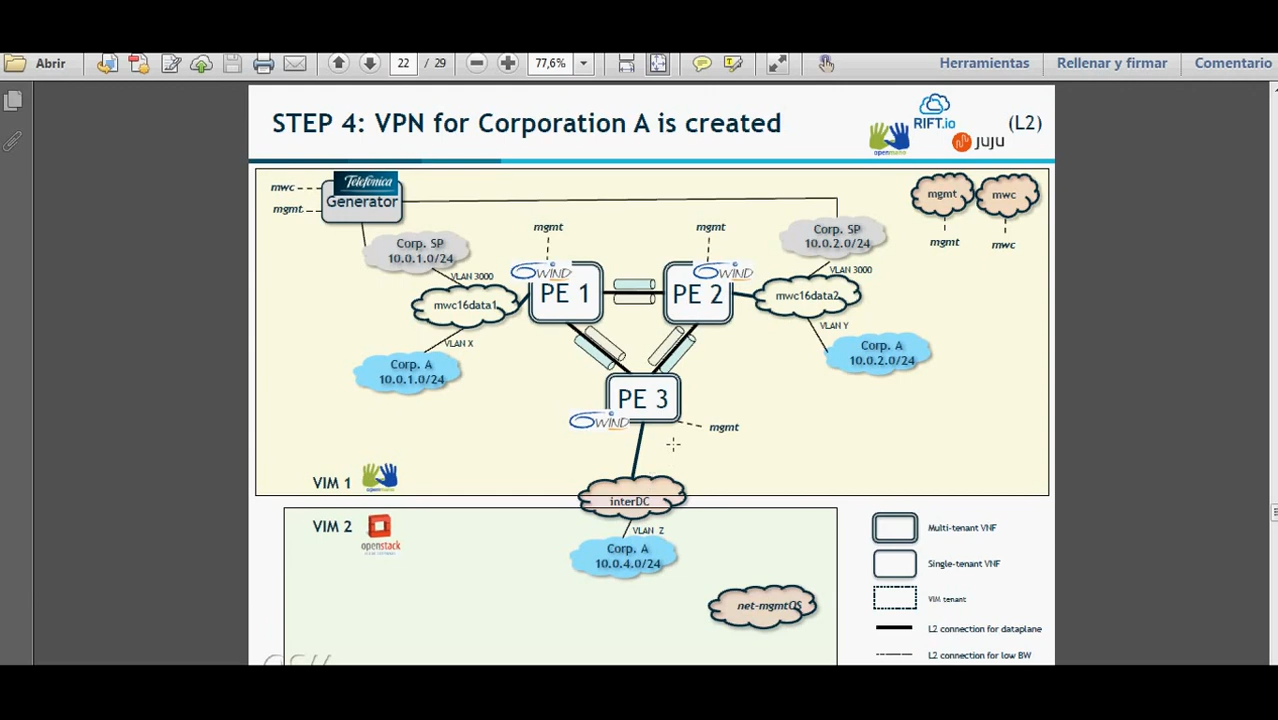 Abrir
22 / 29
77,6%
Herramientas
Rellenar y firmar
Comentario
STEP 4: VPN for Corporation A is created
openmano
RIFT.io
juju
(L2)
mwc
mgmt
Telefónica
Generator
mgmt
mwc
mgmt
mwc
Corp. SP
10.0.1.0/24
mgmt
mgmt
Corp. SP
10.0.2.0/24
VLAN 3000
6WIND
PE 1
6WIND
PE 2
VLAN 3000
mwc16data1
mwc16data2
VLAN X
VLAN Y
Corp. A
10.0.1.0/24
Corp. A
10.0.2.0/24
PE 3
6WIND
mgmt
VIM 1
openmano
interDC
VIM 2
openstack
VLAN Z
Corp. A
10.0.4.0/24
net-mgmtOS
Multi-tenant VNF
Single-tenant VNF
VIM tenant
L2 connection for dataplane
L2 connection for low BW